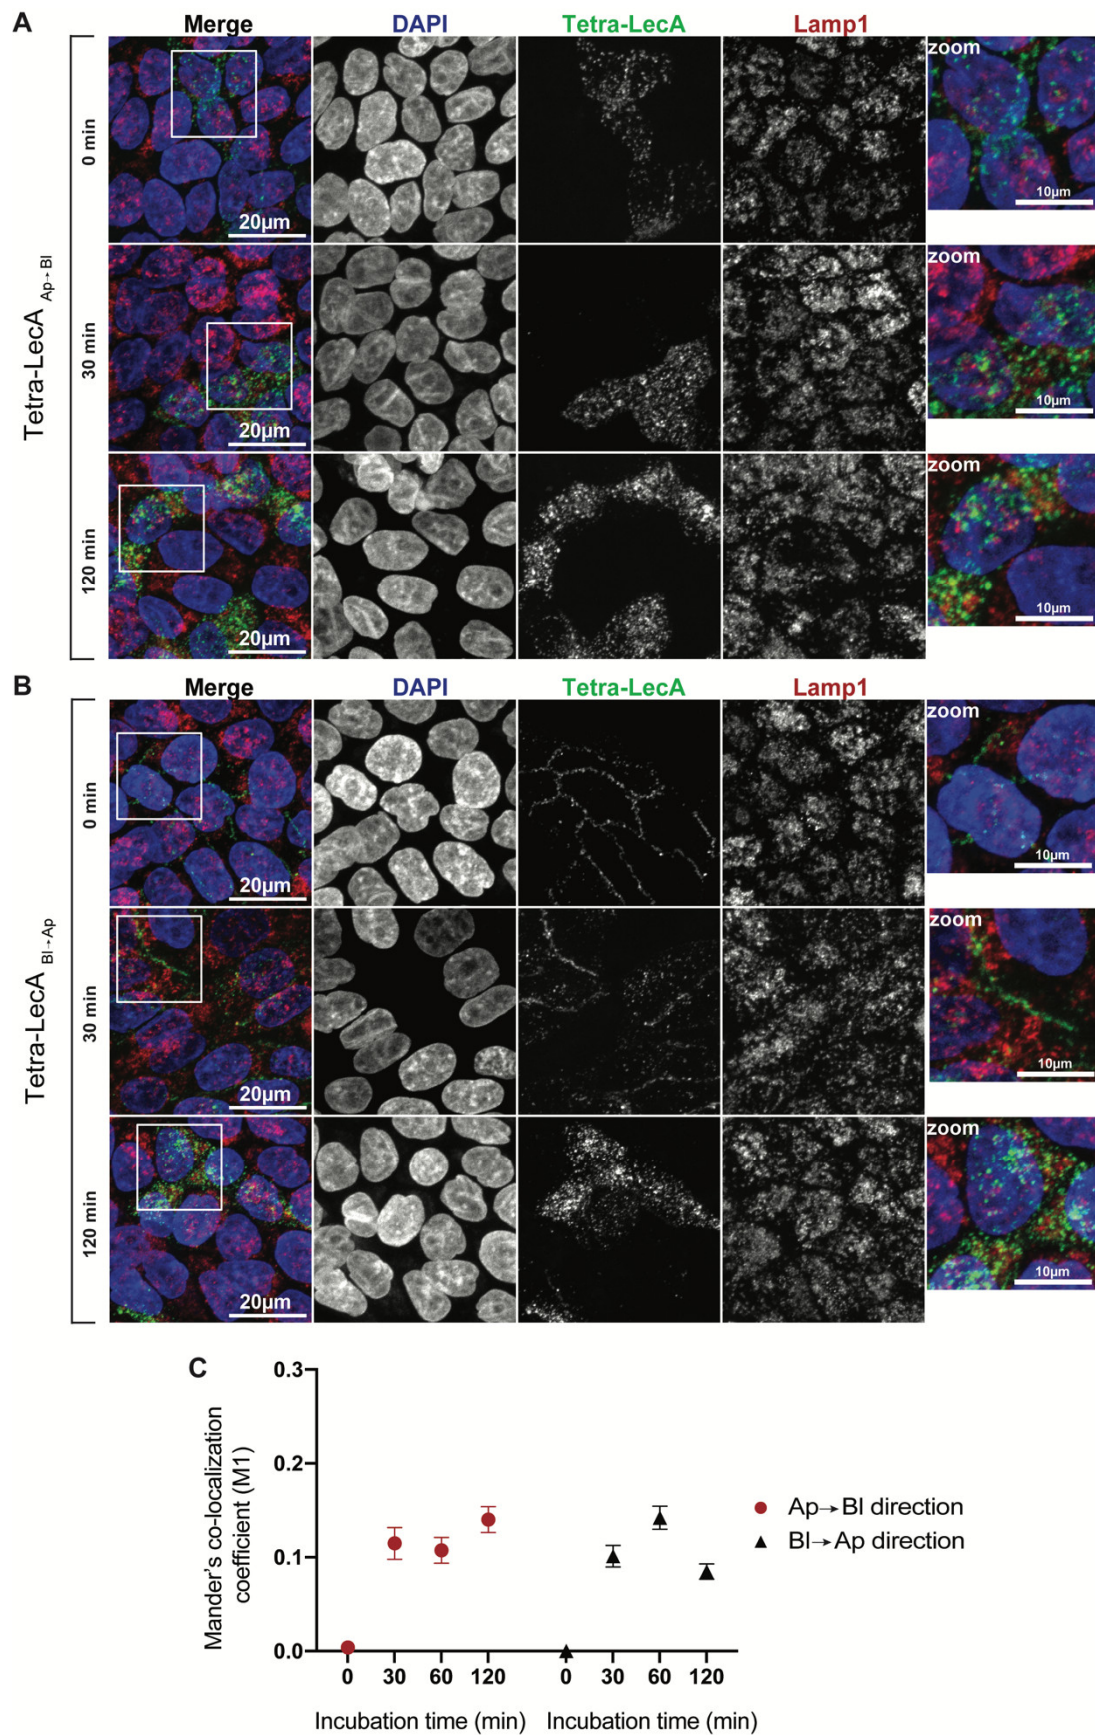 A
Merge DAPI Tetra-LecA Lamp1
zoom
0 min
20μm
10μm
Tetra-LecA Ap→Bl
zoom
30 min
20μm
10μm
zoom
120 min
20μm
10μm
B
Merge DAPI Tetra-LecA Lamp1
zoom
0 min
20μm
10μm
Tetra-LecA Bl→Ap
zoom
30 min
20μm
10μm
zoom
120 min
20μm
10μm
C
Mander's co-localization
coefficient (M1)
0.3
0.2
0.1
0.0
Ap→Bl direction
Bl→Ap direction
0 30 60 120 0 30 60 120
Incubation time (min) Incubation time (min)